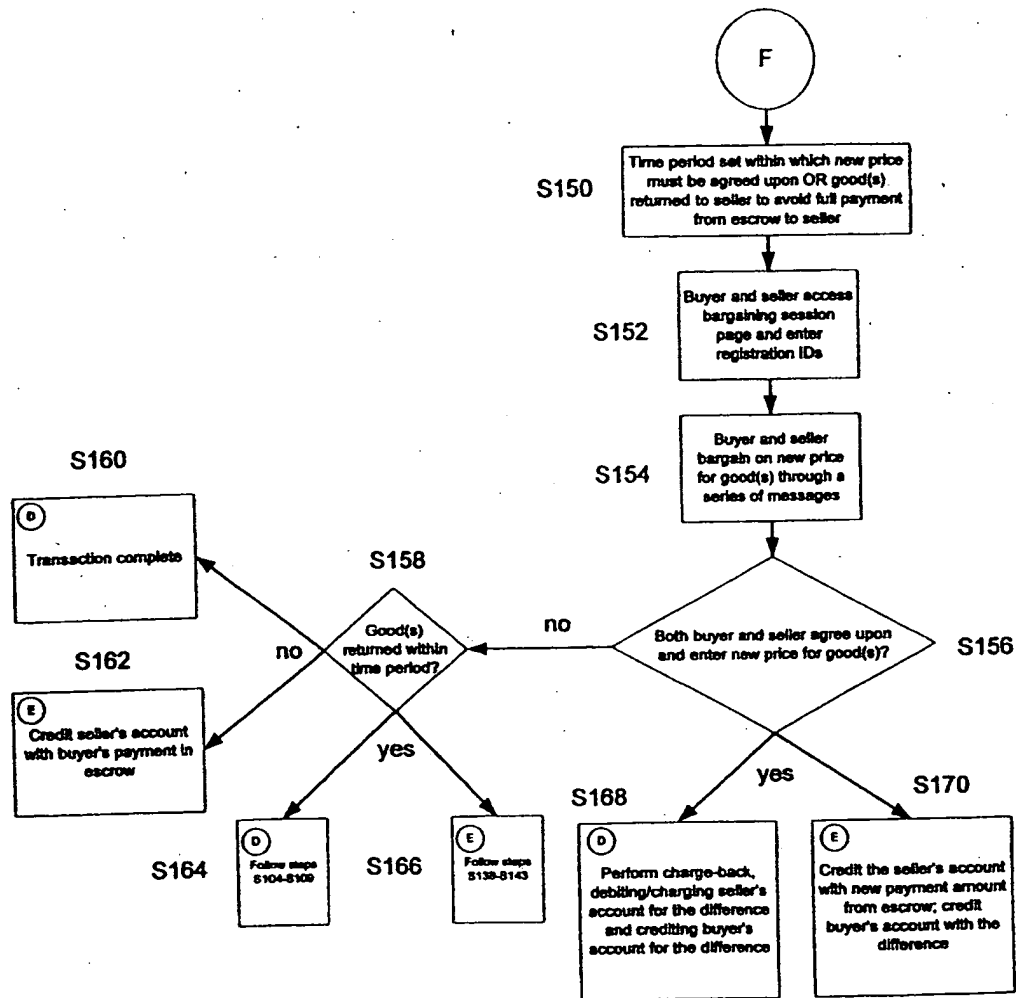 F
S150
Time period set within which new price
must be agreed upon OR good(s)
returned to seller to avoid full payment
from escrow to seller
S152
Buyer and seller access
bargaining session
page and enter
registration IDs
S154
Buyer and seller
bargain on new price
for good(s) through a
series of messages
S156
Both buyer and seller agree upon
and enter new price for good(s)?
no
yes
S158
Good(s)
returned within
time period?
no
yes
S160
D
Transaction complete
S162
E
Credit seller's account
with buyer's payment in
escrow
S164
D
Follow steps
S104-S109
S166
E
Follow steps
S138-S143
S168
D
Perform charge-back,
debiting/charging seller's
account for the difference
and crediting buyer's
account for the difference
S170
E
Credit the seller's account
with new payment amount
from escrow; credit
buyer's account with the
difference